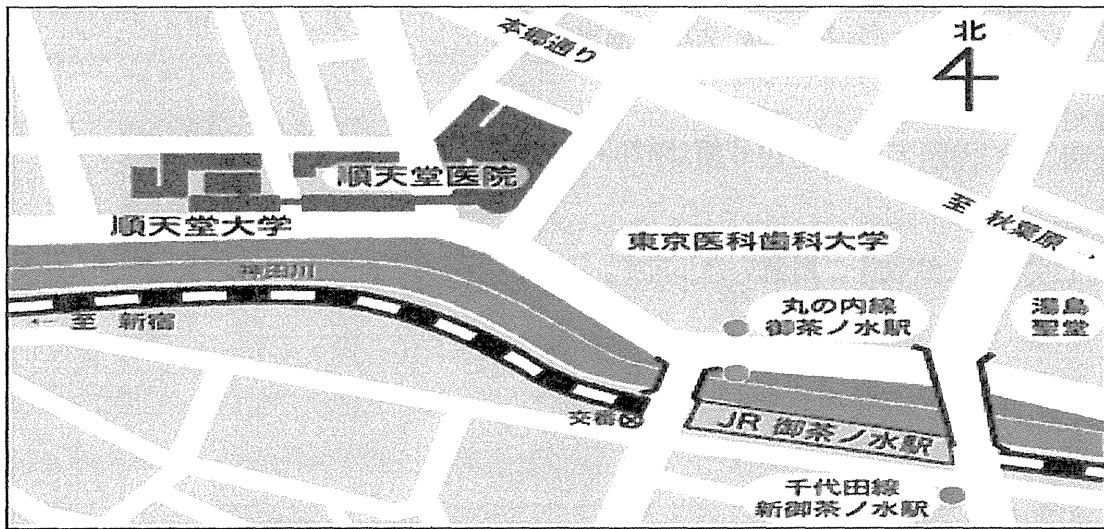 北
本郷通り
順天堂医院
至 秋葉原
順天堂大学
東京医科歯科大学
神田川
丸の内線
御茶ノ水駅
湯島
聖堂
← 至 新宿
交番
JR 御茶ノ水駅
千代田線
新御茶ノ水駅